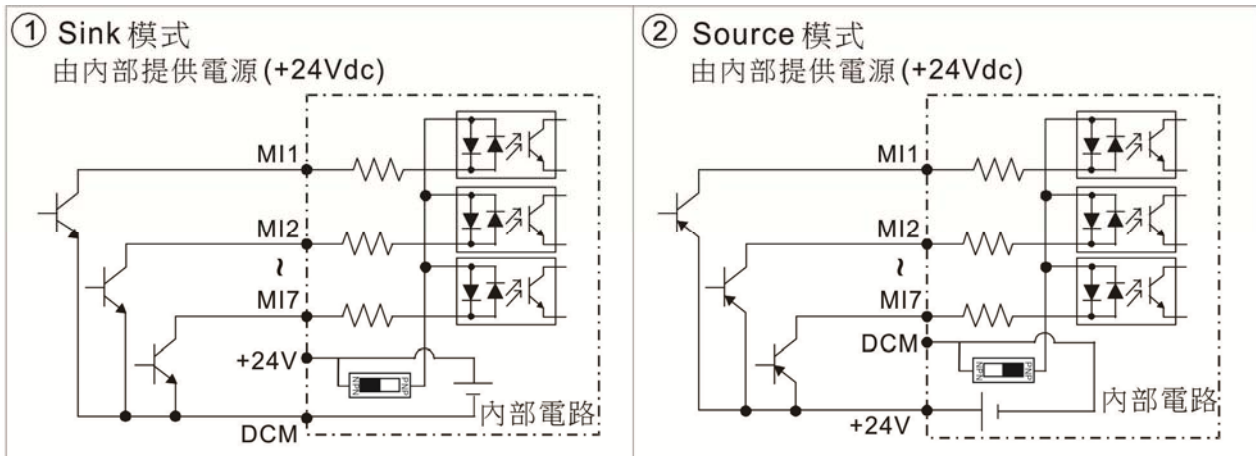 ① Sink 模式
由內部提供電源(+24Vdc)
MI1
MI2
~
MI7
+24V
NPN
PNP
內部電路
DCM
② Source 模式
由內部提供電源(+24Vdc)
MI1
MI2
~
MI7
DCM
NPN
PNP
內部電路
+24V